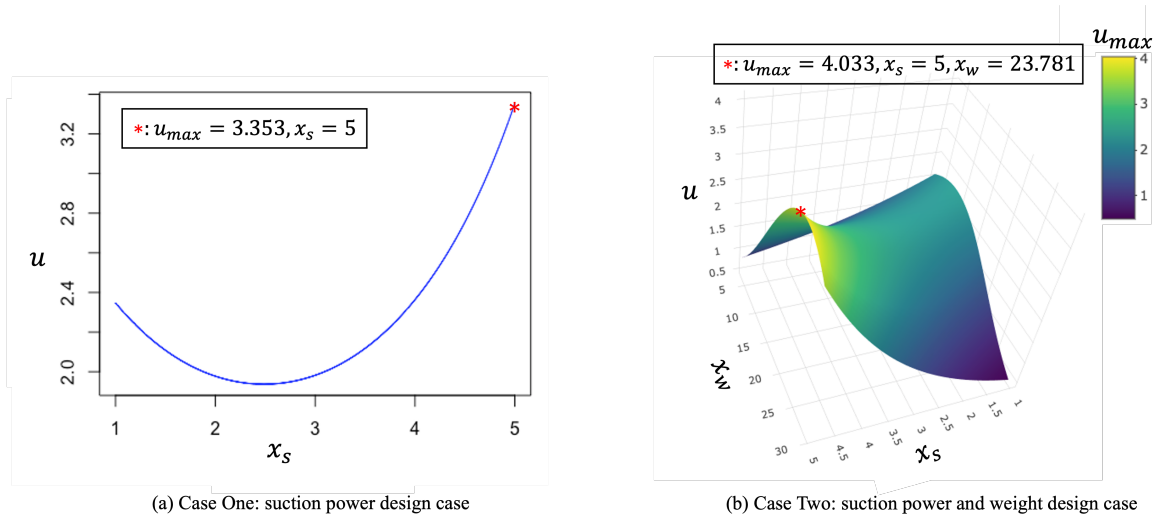 *: u_max = 3.353, x_s = 5
u
3.2
2.8
2.4
2.0
1 2 3 4 5
x_s
(a) Case One: suction power design case
u_max
*: u_max = 4.033, x_s = 5, x_w = 23.781
4
3
2
1
u
4
3.5
3
2.5
2
1.5
1
0.5
x_w
5
10
15
20
25
30
5 4.5 4 3.5 3 2.5 2 1.5 1
x_s
(b) Case Two: suction power and weight design case